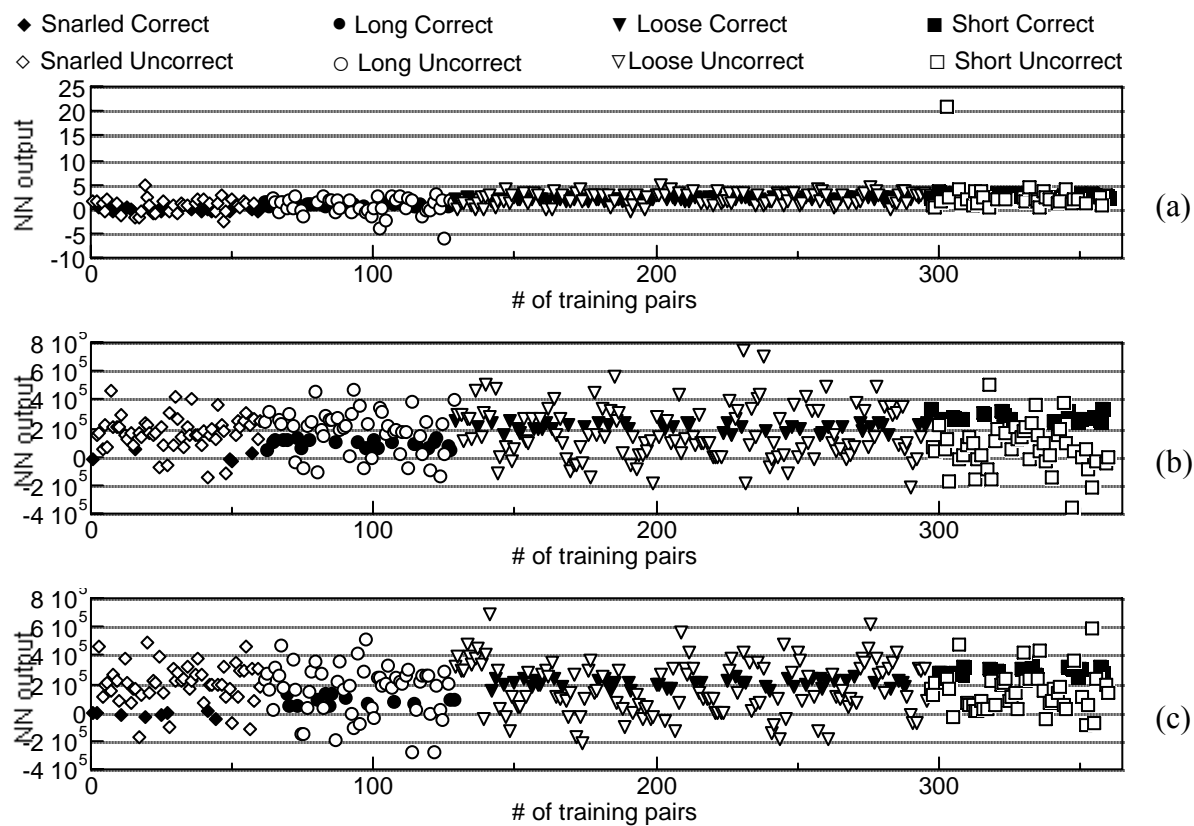 Snarled Correct Long Correct Loose Correct Short Correct
Snarled Uncorrect Long Uncorrect Loose Uncorrect Short Uncorrect
25
20
15
10
5
0
-5
-10
NN output
0 100 200 300
# of training pairs
(a)
8 10⁵
6 10⁵
4 10⁵
2 10⁵
0
-2 10⁵
-4 10⁵
NN output
0 100 200 300
# of training pairs
(b)
8 10⁵
6 10⁵
4 10⁵
2 10⁵
0
-2 10⁵
-4 10⁵
NN output
0 100 200 300
# of training pairs
(c)